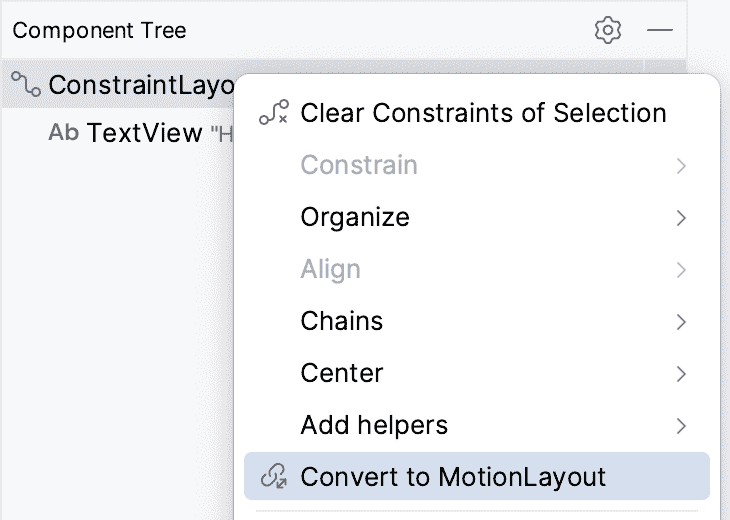 Component Tree
ConstraintLayo
Clear Constraints of Selection
Ab TextView "H
Constrain
Organize
Align
Chains
Center
Add helpers
Convert to MotionLayout